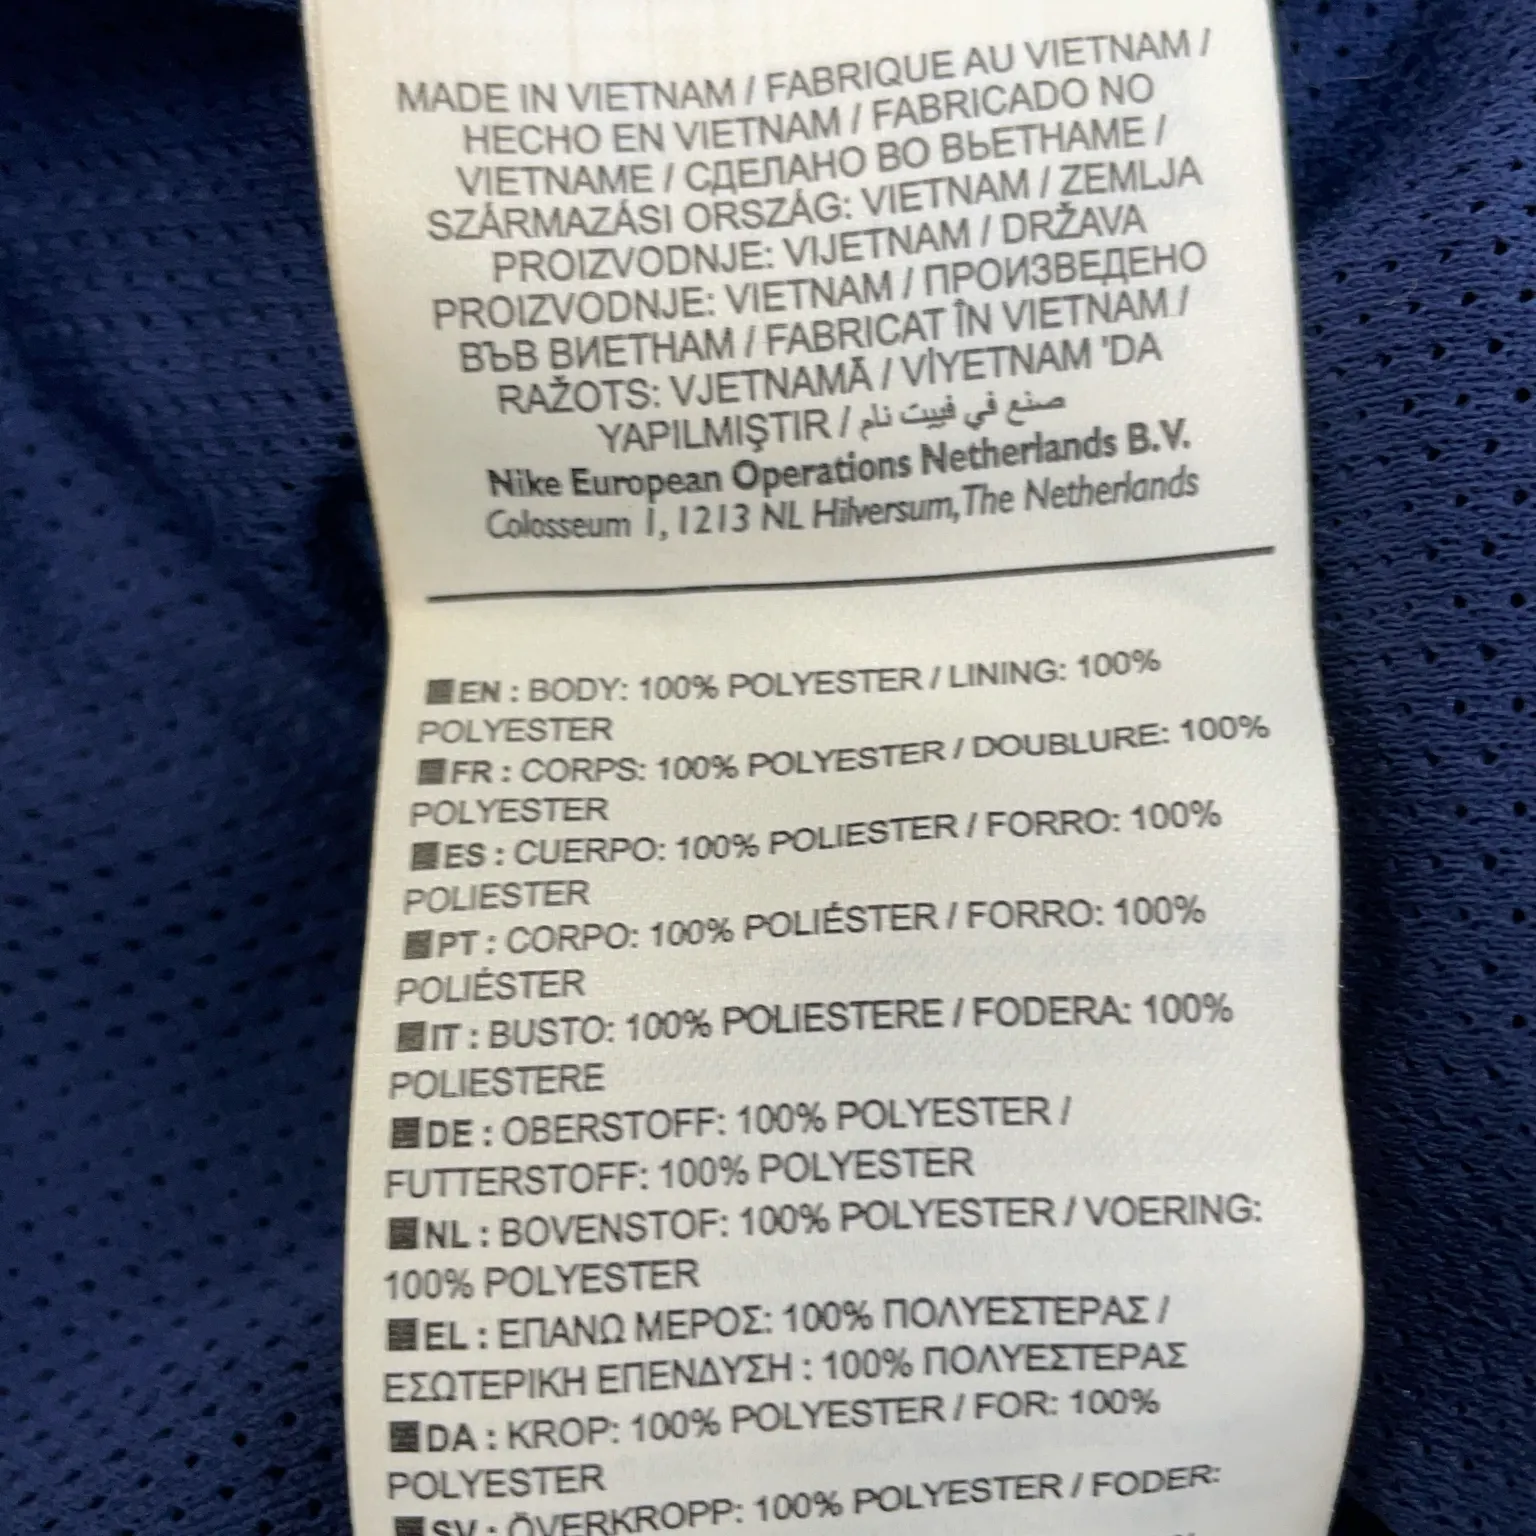 MADE IN VIETNAM / FABRIQUE AU VIETNAM /
HECHO EN VIETNAM / FABRICADO NO
VIETNAME / СДЕЛАНО ВО ВЬЕТНАМЕ /
SZÁRMAZÁSI ORSZÁG: VIETNAM / ZEMLJA
PROIZVODNJE: VIJETNAM / DRŽAVA
PROIZVODNJE: VIETNAM / ПРОИЗВЕДЕНО
ВЪВ ВИЕТНАМ / FABRICAT ÎN VIETNAM /
RAŽOTS: VJETNAMĀ / VİYETNAM 'DA
YAPILMIŞTIR / صنع في فييت نام
Nike European Operations Netherlands B.V.
Colosseum 1, 1213 NL Hilversum, The Netherlands
EN : BODY: 100% POLYESTER / LINING: 100%
POLYESTER
FR : CORPS: 100% POLYESTER / DOUBLURE: 100%
POLYESTER
ES : CUERPO: 100% POLIESTER / FORRO: 100%
POLIESTER
PT : CORPO: 100% POLIÉSTER / FORRO: 100%
POLIÉSTER
IT : BUSTO: 100% POLIESTERE / FODERA: 100%
POLIESTERE
DE : OBERSTOFF: 100% POLYESTER /
FUTTERSTOFF: 100% POLYESTER
NL : BOVENSTOF: 100% POLYESTER / VOERING:
100% POLYESTER
EL : ΕΠΑΝΩ ΜΕΡΟΣ: 100% ΠΟΛΥΕΣΤΕΡΑΣ /
ΕΣΩΤΕΡΙΚΗ ΕΠΕΝΔΥΣΗ : 100% ΠΟΛΥΕΣΤΕΡΑΣ
DA : KROP: 100% POLYESTER / FOR: 100%
POLYESTER
SV : ÖVERKROPP: 100% POLYESTER / FODER: